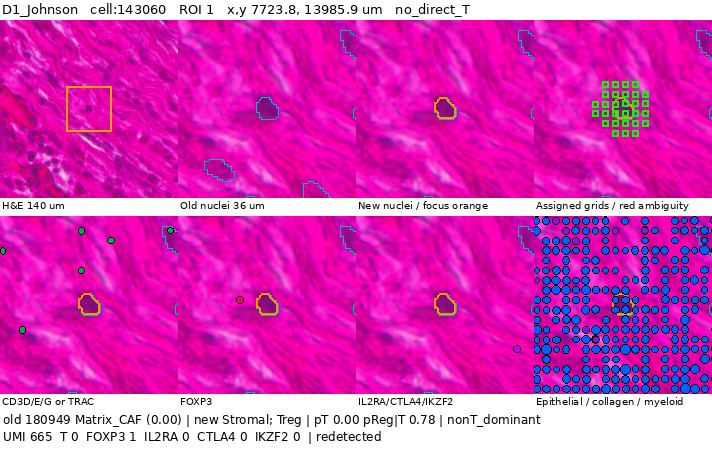 D1_Johnson cell:143060 ROI 1 x,y 7723.8, 13985.9 um no_direct_T
H&E 140 um
Old nuclei 36 um
New nuclei / focus orange
Assigned grids / red ambiguity
CD3D/E/G or TRAC
FOXP3
IL2RA/CTLA4/IKZF2
Epithelial / collagen / myeloid
old 180949 Matrix_CAF (0.00) | new Stromal; Treg | pT 0.00 pReg|T 0.78 | nonT_dominant
UMI 665 T 0 FOXP3 1 IL2RA 0 CTLA4 0 IKZF2 0 | redetected